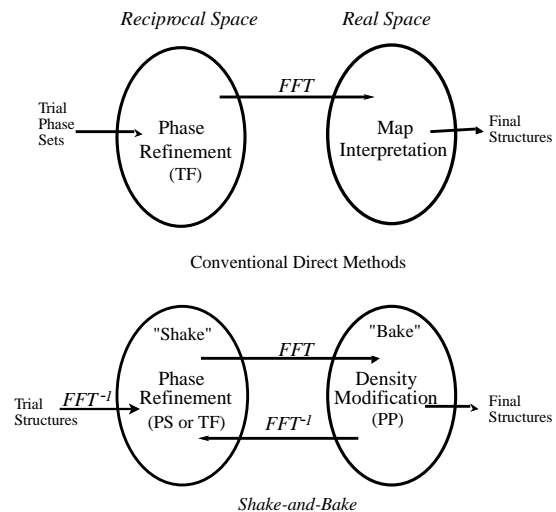 Reciprocal Space
Real Space
FFT
Trial
Phase
Sets
Phase
Refinement
(TF)
Map
Interpretation
Final
Structures
Conventional Direct Methods
"Shake"
"Bake"
FFT
Trial
Structures
FFT-1
Phase
Refinement
(PS or TF)
Density
Modification
(PP)
Final
Structures
FFT-1
Shake-and-Bake